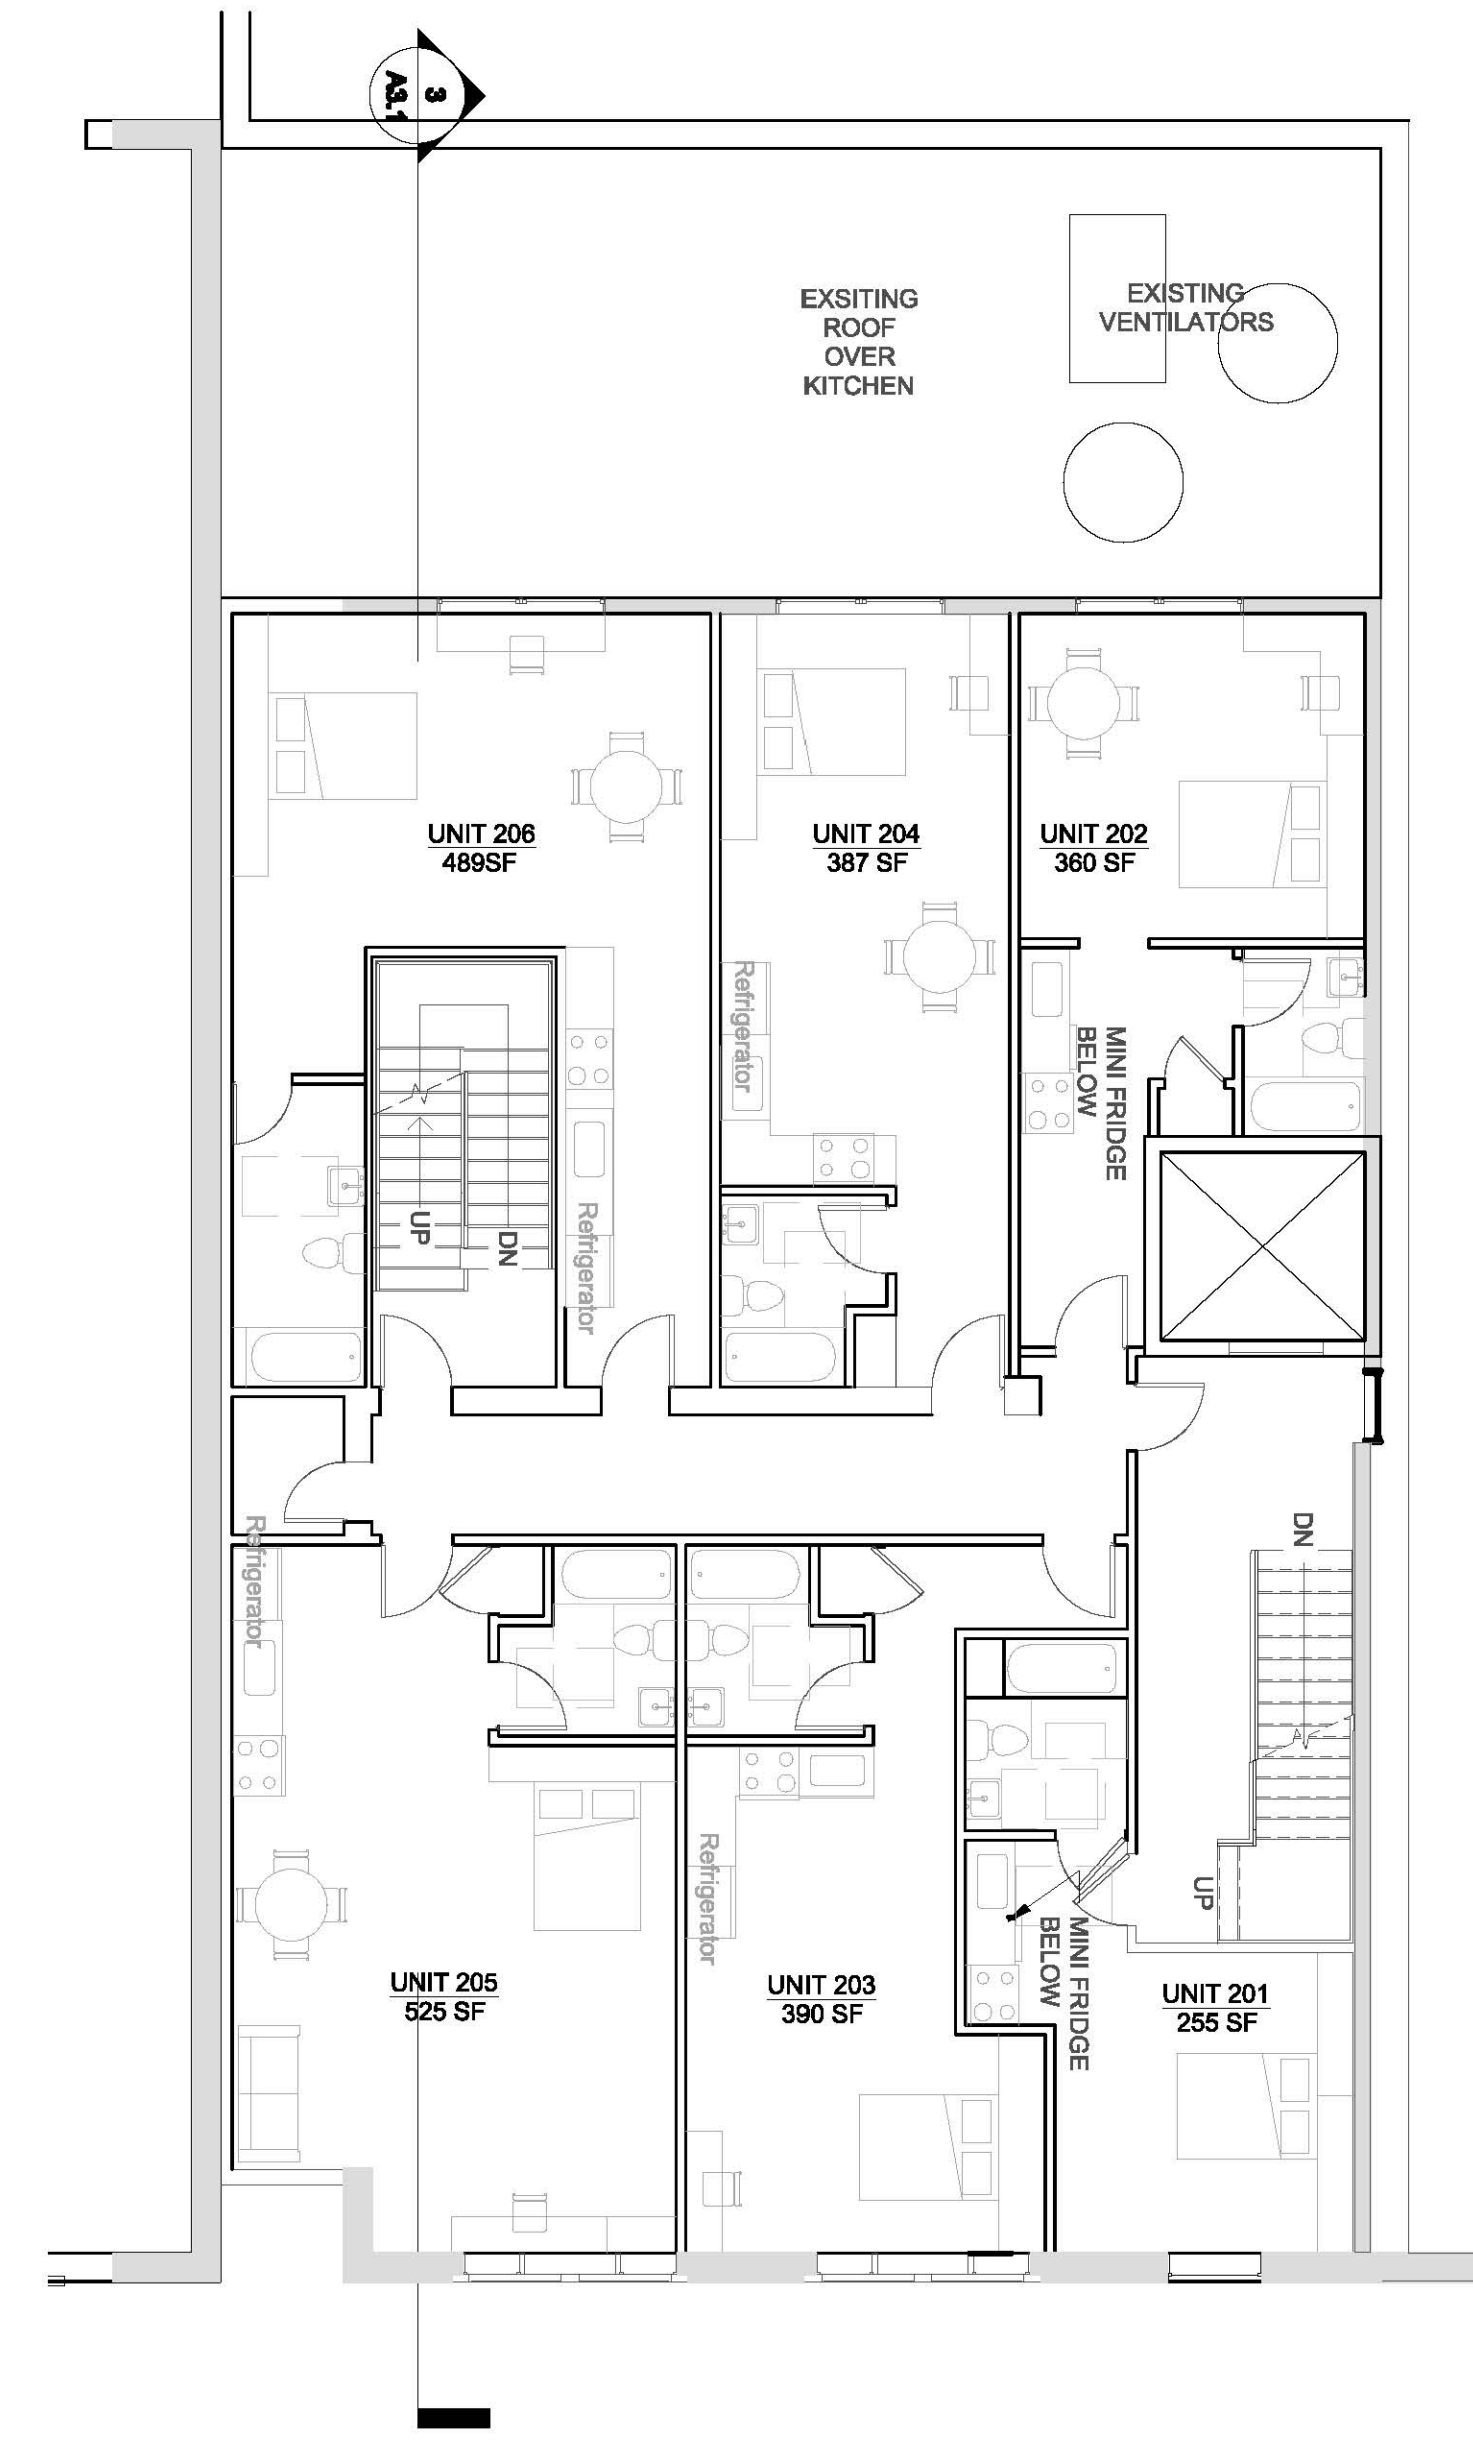 3
A3.1
EXSITING
ROOF
OVER
KITCHEN
EXISTING
VENTILATORS
UNIT 206
489SF
UNIT 204
387 SF
UNIT 202
360 SF
Refrigerator
MINI FRIDGE
BELOW
UP
DN
Refrigerator
Refrigerator
DN
UP
Refrigerator
MINI FRIDGE
BELOW
UNIT 205
525 SF
UNIT 203
390 SF
UNIT 201
255 SF